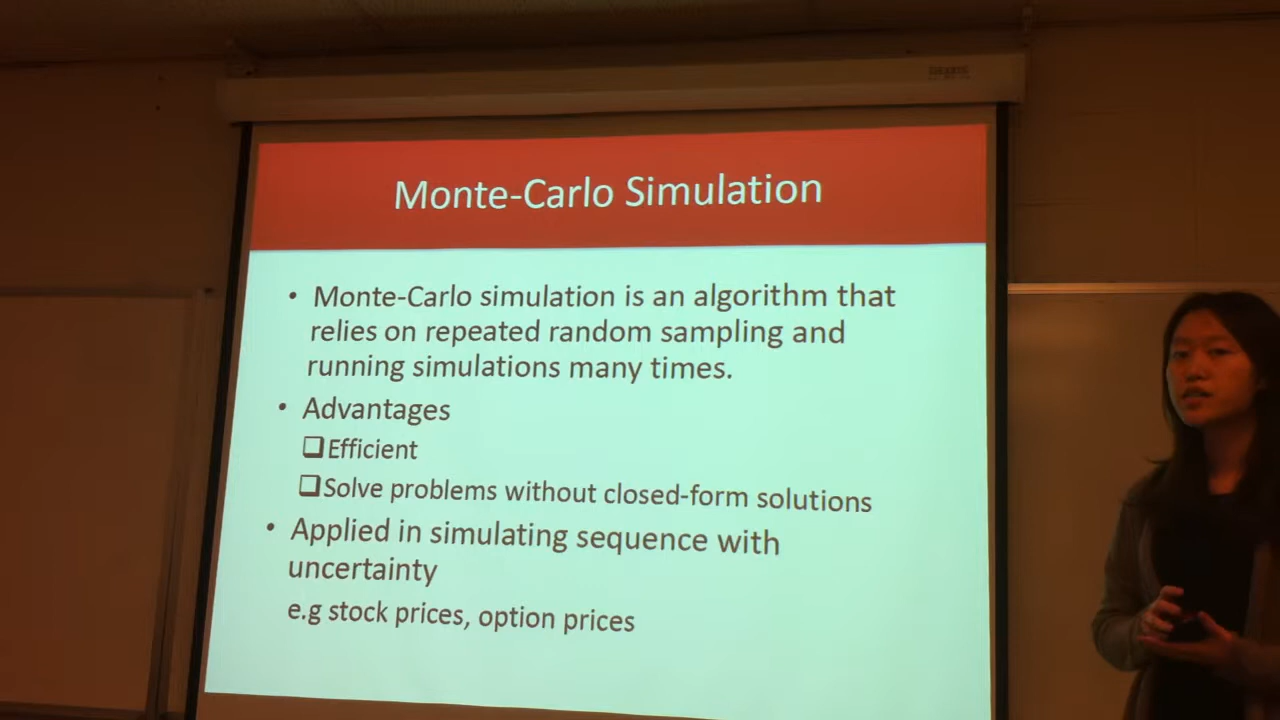 Monte-Carlo Simulation
• Monte-Carlo simulation is an algorithm that
relies on repeated random sampling and
running simulations many times.
• Advantages
❑Efficient
❑Solve problems without closed-form solutions
• Applied in simulating sequence with
uncertainty
e.g stock prices, option prices